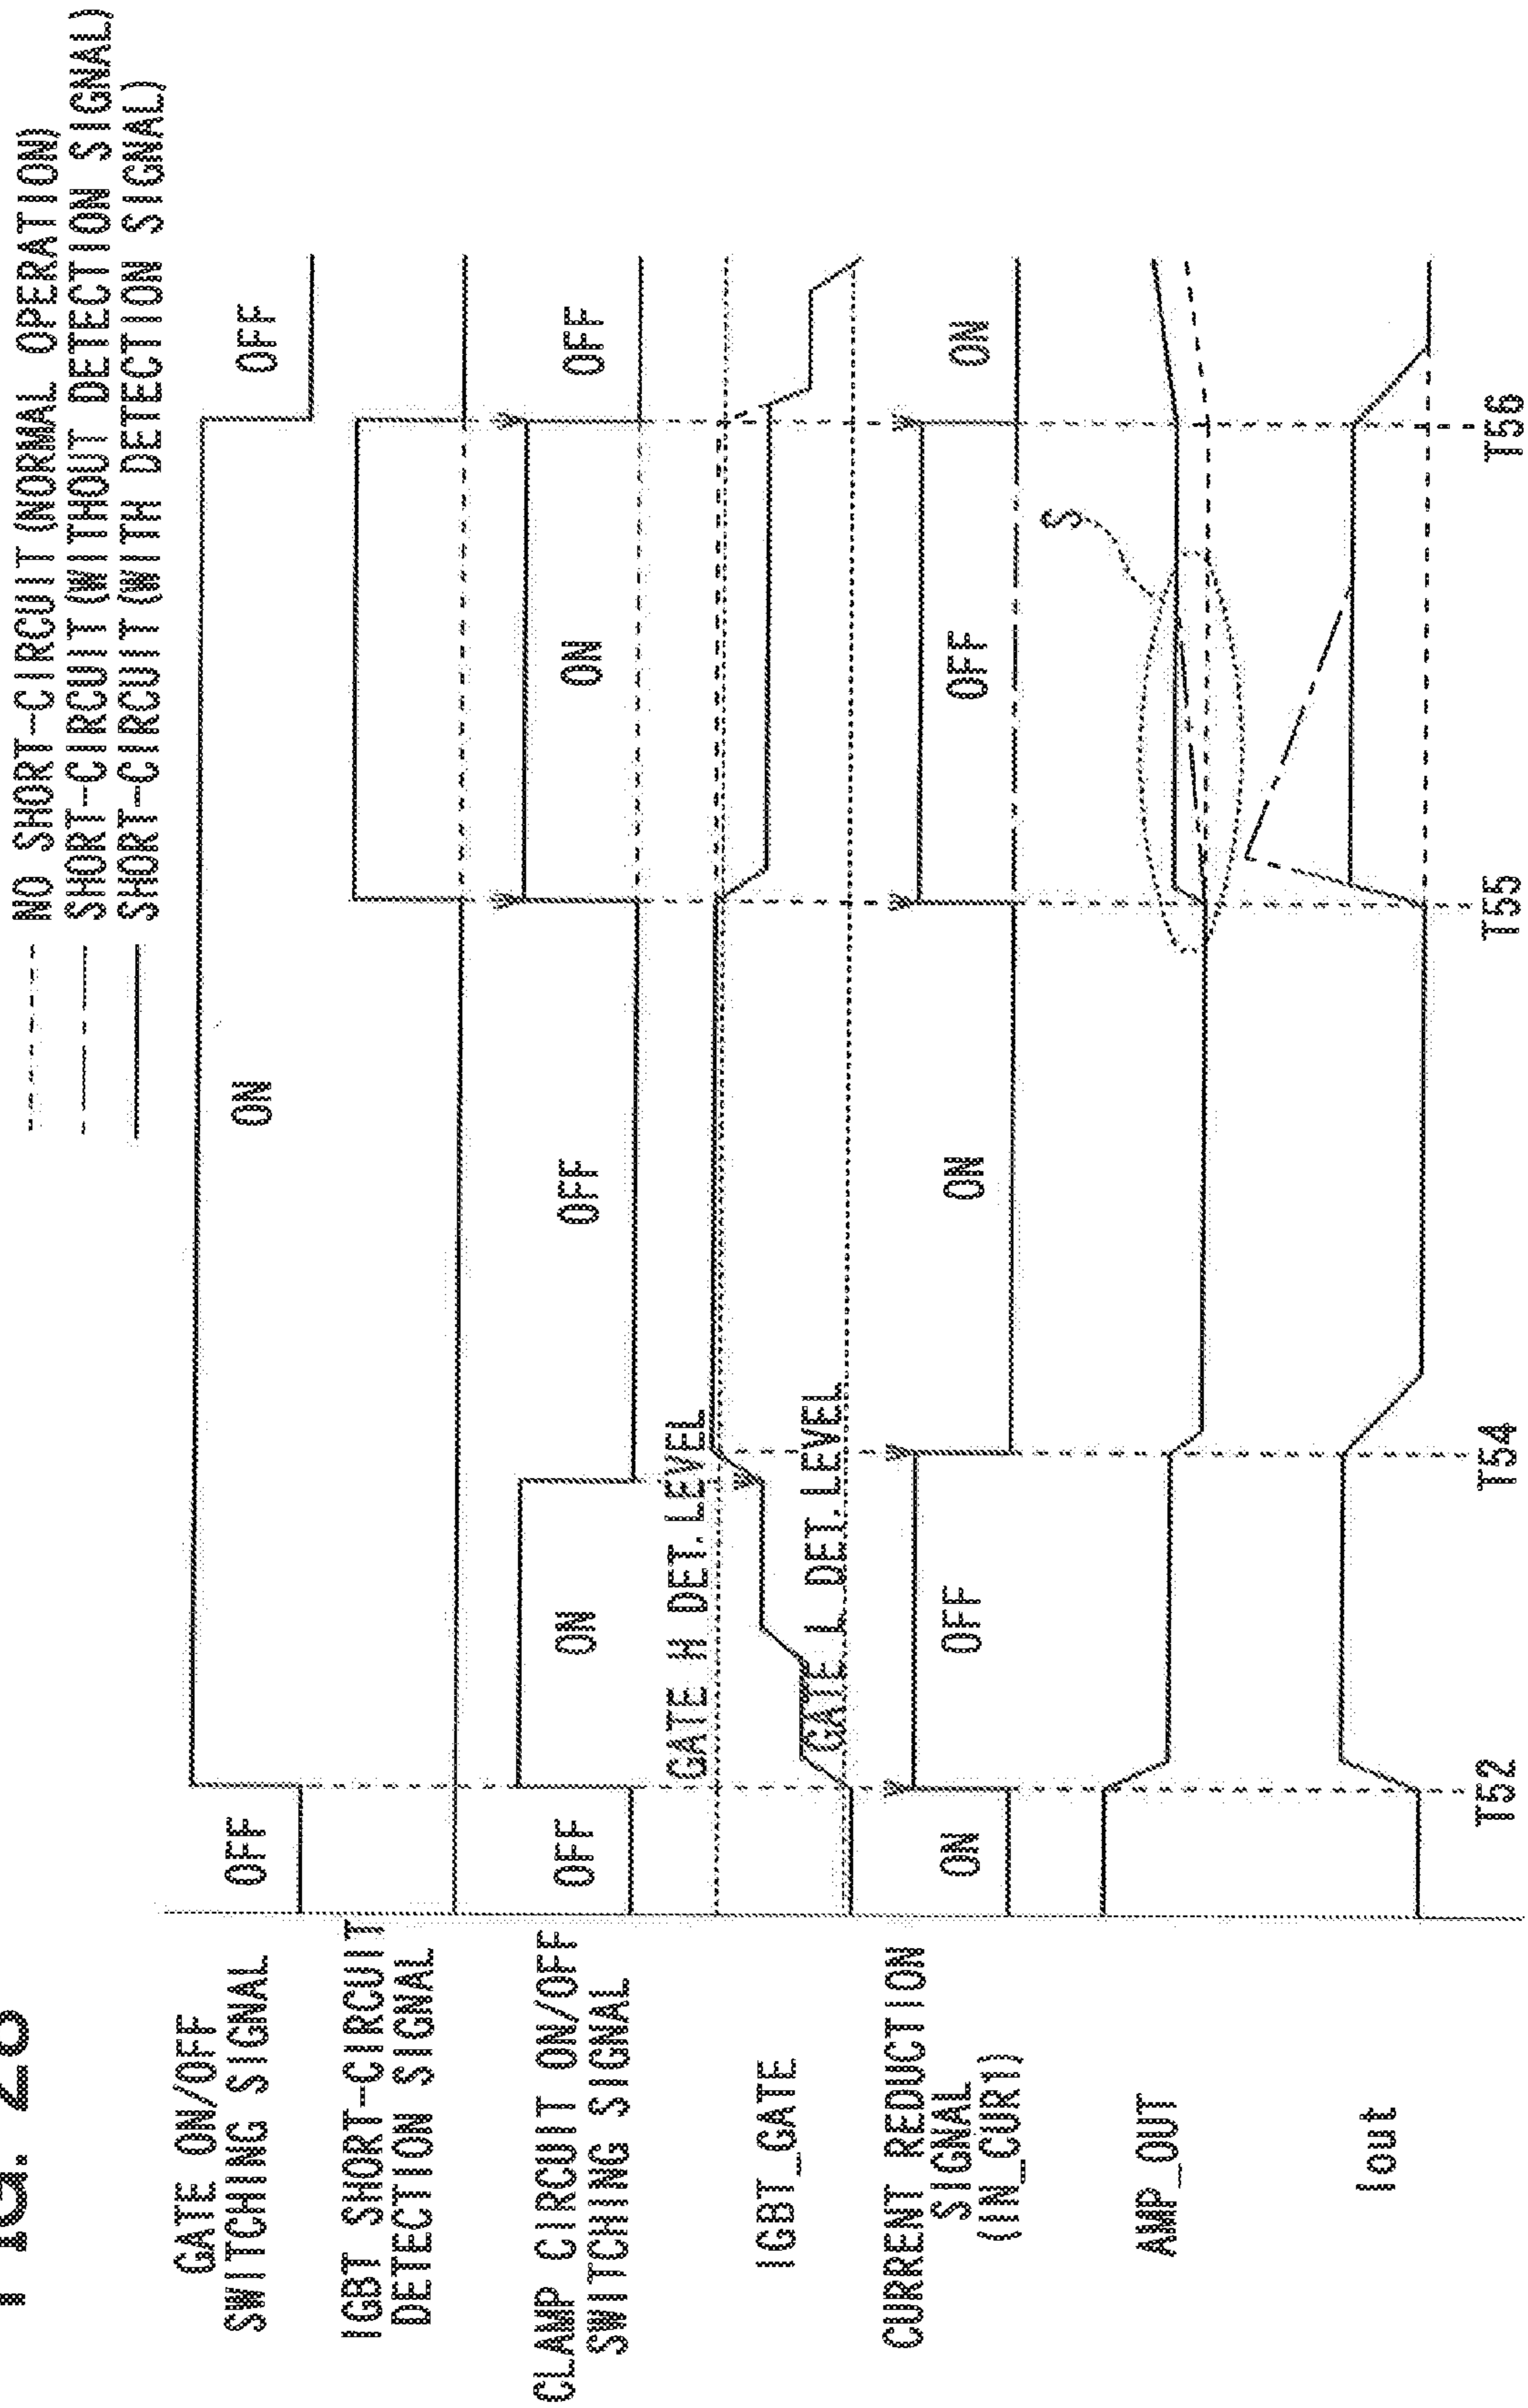 FIG. 28
NO SHORT-CIRCUIT (NORMAL OPERATION)
SHORT-CIRCUIT (WITHOUT DETECTION SIGNAL)
SHORT-CIRCUIT (WITH DETECTION SIGNAL)
GATE ON/OFF
SWITCHING SIGNAL
OFF
ON
OFF
IGBT SHORT-CIRCUIT
DETECTION SIGNAL
CLAMP CIRCUIT ON/OFF
SWITCHING SIGNAL
OFF
ON
OFF
ON
OFF
IGBT_GATE
GATE H DET. LEVEL
GATE L DET. LEVEL
CURRENT REDUCTION
SIGNAL
(IN_CUR1)
ON
OFF
ON
OFF
ON
AMP_OUT
S
Iout
T52
T54
T55
T56